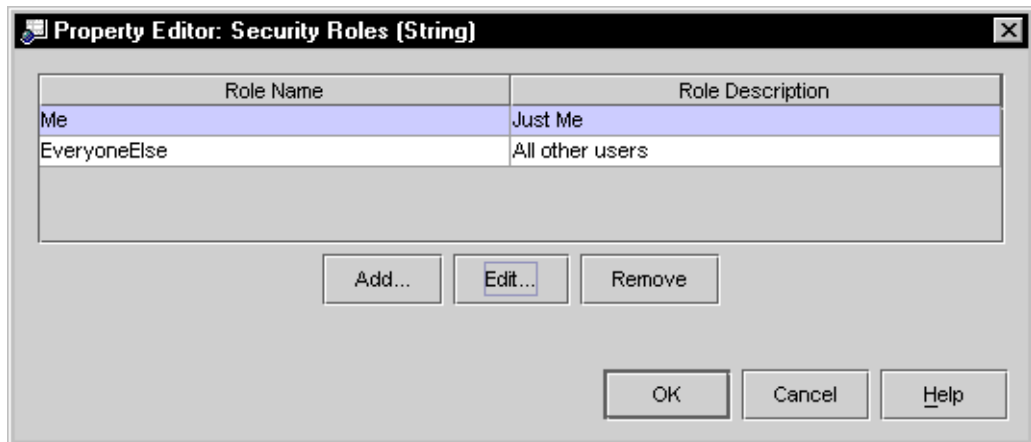 Property Editor: Security Roles (String)
Role Name Role Description
Me Just Me
EveryoneElse All other users
Add... Edit... Remove
OK Cancel Help